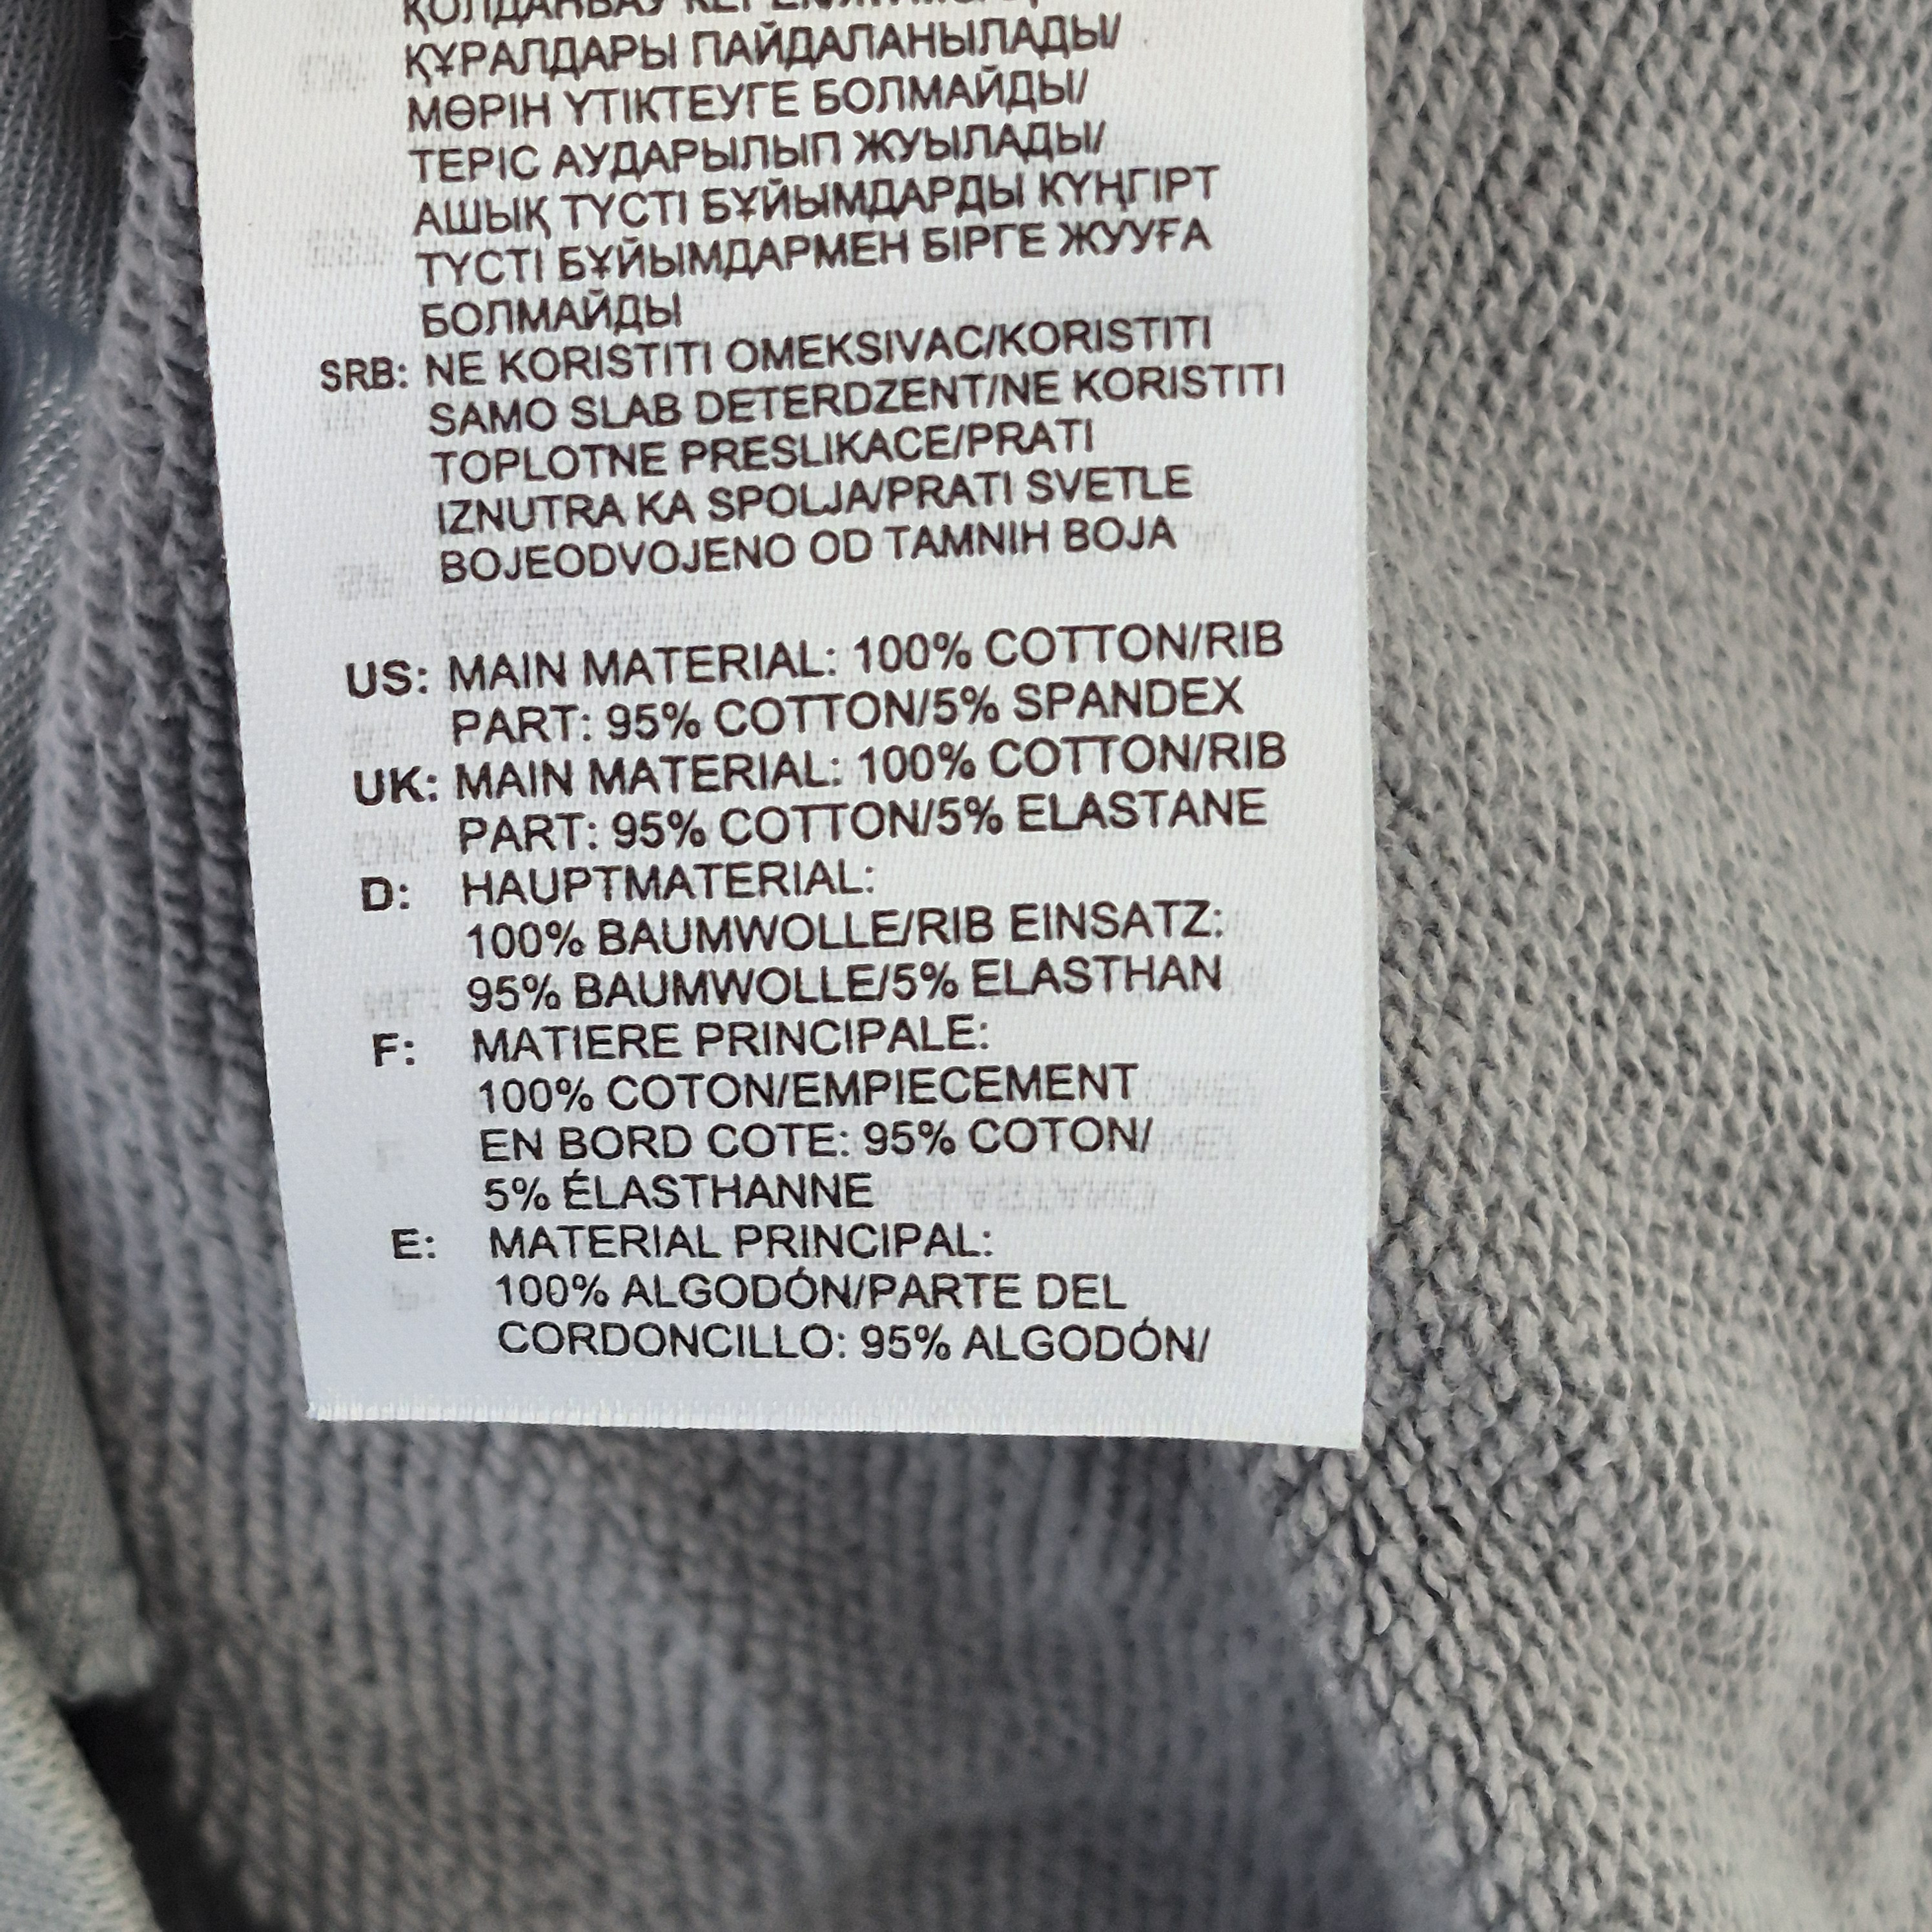 ҚҰРАЛДАРЫ ПАЙДАЛАНЫЛАДЫ/
МӨРІН ҮТІКТЕУГЕ БОЛМАЙДЫ/
ТЕРІС АУДАРЫЛЫП ЖУЫЛАДЫ/
АШЫҚ ТҮСТІ БҰЙЫМДАРДЫ КҮҢГІРТ
ТҮСТІ БҰЙЫМДАРМЕН БІРГЕ ЖУУҒА
БОЛМАЙДЫ
SRB: NE KORISTITI OMEKSIVAC/KORISTITI
SAMO SLAB DETERDZENT/NE KORISTITI
TOPLOTNE PRESLIKACE/PRATI
IZNUTRA KA SPOLJA/PRATI SVETLE
BOJEODVOJENO OD TAMNIH BOJA
US: MAIN MATERIAL: 100% COTTON/RIB
PART: 95% COTTON/5% SPANDEX
UK: MAIN MATERIAL: 100% COTTON/RIB
PART: 95% COTTON/5% ELASTANE
D: HAUPTMATERIAL:
100% BAUMWOLLE/RIB EINSATZ:
95% BAUMWOLLE/5% ELASTHAN
F: MATIERE PRINCIPALE:
100% COTON/EMPIECEMENT
EN BORD COTE: 95% COTON/
5% ÉLASTHANNE
E: MATERIAL PRINCIPAL:
100% ALGODÓN/PARTE DEL
CORDONCILLO: 95% ALGODÓN/